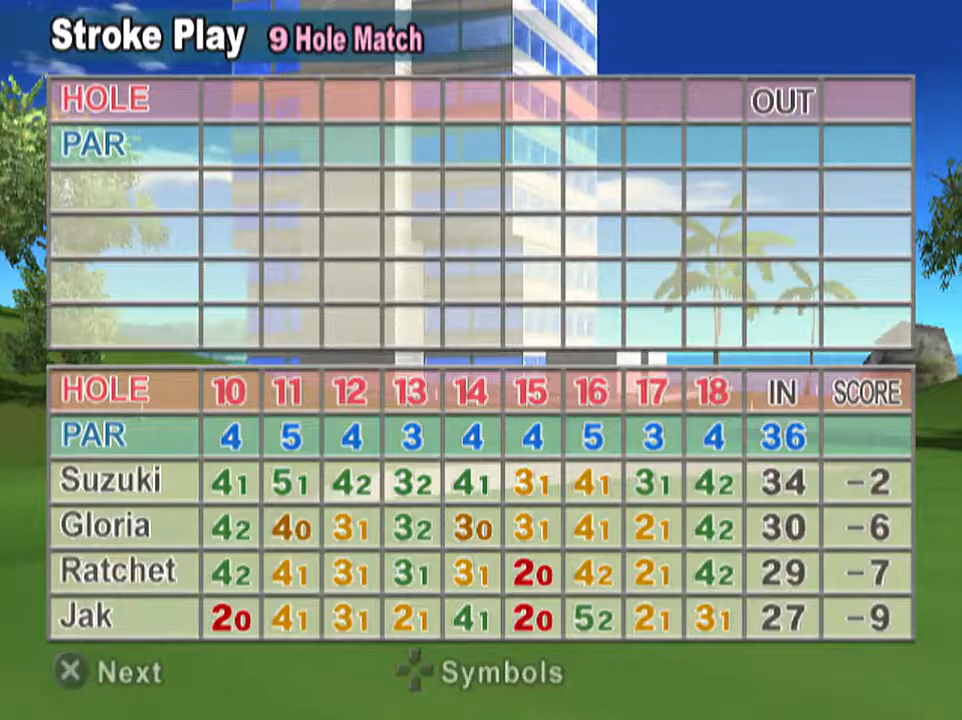 Stroke Play 9 Hole Match
HOLE OUT
PAR
HOLE 10 11 12 13 14 15 16 17 18 IN SCORE
PAR 4 5 4 3 4 4 5 3 4 36
Suzuki 41 51 42 32 41 31 41 31 42 34 -2
Gloria 42 40 31 32 30 31 41 21 42 30 -6
Ratchet 42 41 31 31 31 20 42 21 42 29 -7
Jak 20 41 31 21 41 20 52 21 31 27 -9
X Next Symbols